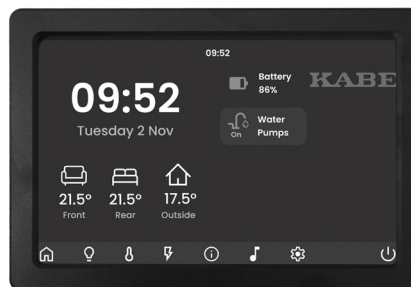 09:52
09:52
Tuesday 2 Nov
Battery
86%
KABE
On
Water
Pumps
21.5°
Front
21.5°
Rear
17.5°
Outside